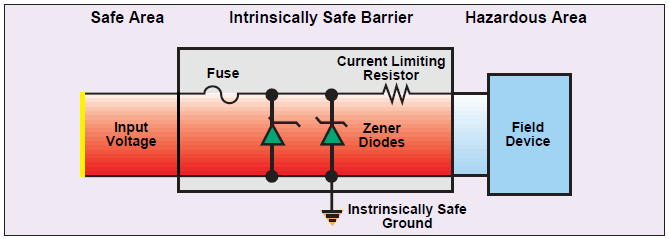 Safe Area
Intrinsically Safe Barrier
Hazardous Area
Fuse
Current Limiting
Resistor
Input
Voltage
Zener
Diodes
Field
Device
Instrinsically Safe
Ground